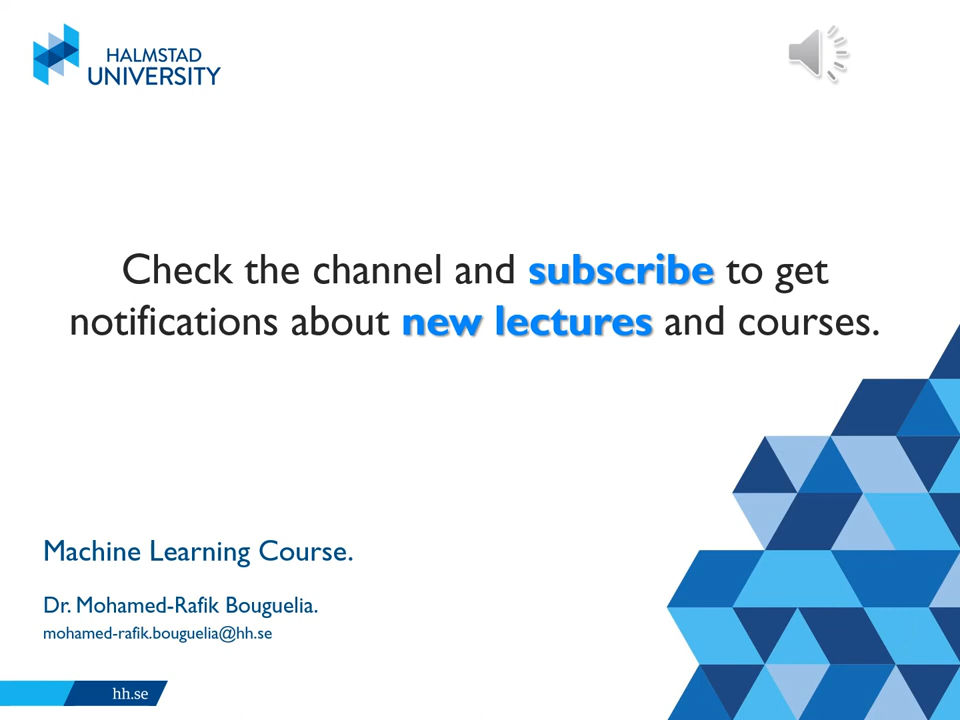 HALMSTAD
UNIVERSITY
Check the channel and subscribe to get
notifications about new lectures and courses.
Machine Learning Course.
Dr. Mohamed-Rafik Bouguelia.
mohamed-rafik.bouguelia@hh.se
hh.se